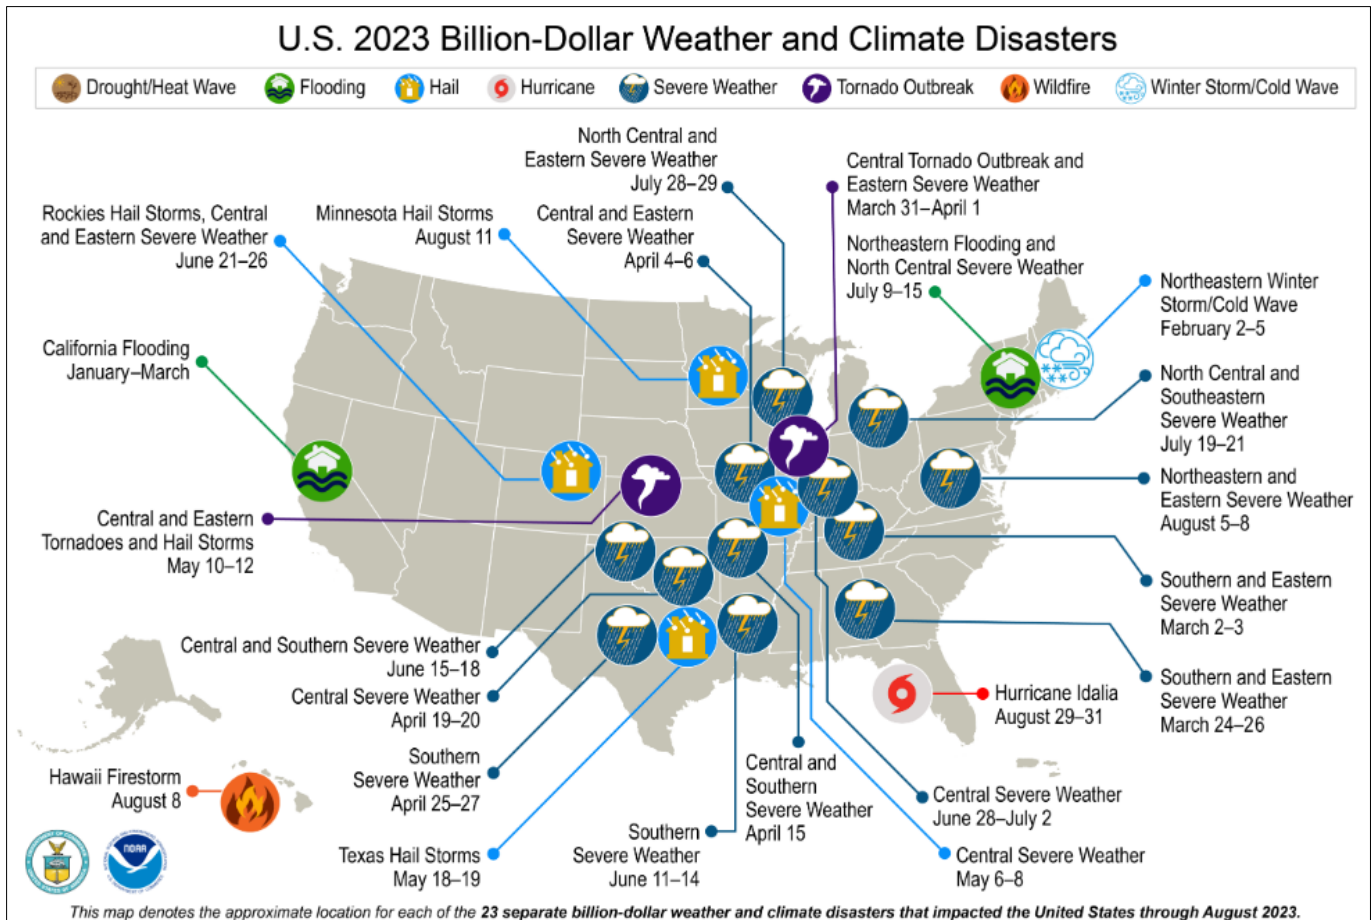 U.S. 2023 Billion-Dollar Weather and Climate Disasters
Drought/Heat Wave
Flooding
Hail
Hurricane
Severe Weather
Tornado Outbreak
Wildfire
Winter Storm/Cold Wave
North Central and
Eastern Severe Weather
July 28–29
Central Tornado Outbreak and
Eastern Severe Weather
March 31–April 1
Rockies Hail Storms, Central
and Eastern Severe Weather
June 21–26
Minnesota Hail Storms
August 11
Central and Eastern
Severe Weather
April 4–6
Northeastern Flooding and
North Central Severe Weather
July 9–15
Northeastern Winter
Storm/Cold Wave
February 2–5
California Flooding
January–March
North Central and
Southeastern
Severe Weather
July 19–21
Northeastern and
Eastern Severe Weather
August 5–8
Central and Eastern
Tornadoes and Hail Storms
May 10–12
Southern and Eastern
Severe Weather
March 2–3
Central and Southern Severe Weather
June 15–18
Southern and Eastern
Severe Weather
March 24–26
Central Severe Weather
April 19–20
Hurricane Idalia
August 29–31
Southern
Severe Weather
April 25–27
Central and
Southern
Severe Weather
April 15
Hawaii Firestorm
August 8
Central Severe Weather
June 28–July 2
Southern
Severe Weather
June 11–14
Texas Hail Storms
May 18–19
Central Severe Weather
May 6–8
NOAA
This map denotes the approximate location for each of the 23 separate billion-dollar weather and climate disasters that impacted the United States through August 2023.